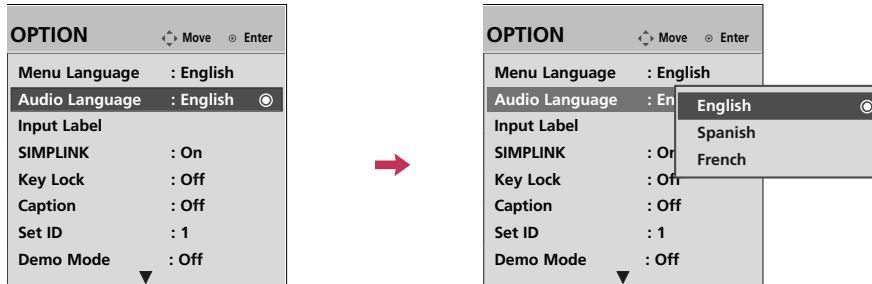 OPTION Move Enter
Menu Language : English
Audio Language : English
Input Label
SIMPLINK : On
Key Lock : Off
Caption : Off
Set ID : 1
Demo Mode : Off
OPTION Move Enter
Menu Language : English
Audio Language : En
Input Label
SIMPLINK : On
Key Lock : Off
Caption : Off
Set ID : 1
Demo Mode : Off
English
Spanish
French